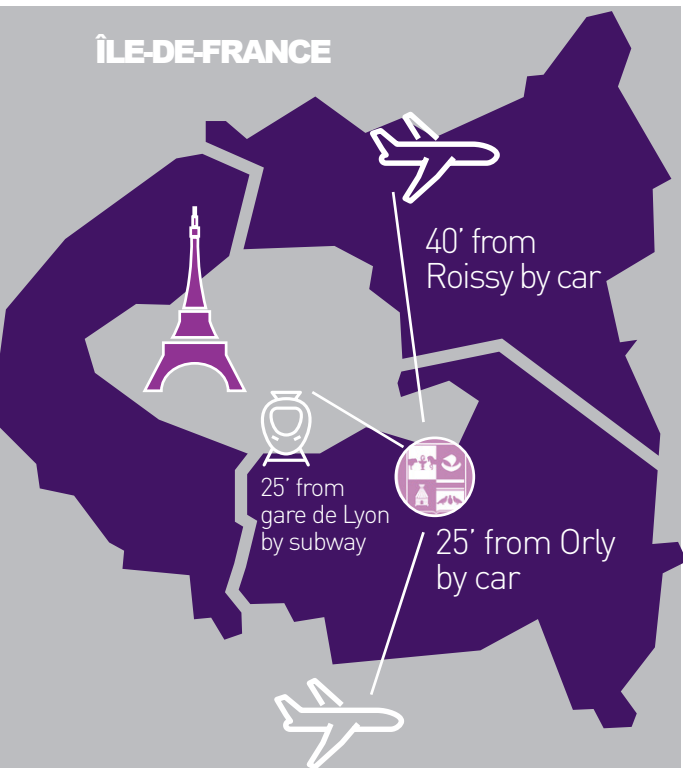 ÎLE-DE-FRANCE
40’ from
Roissy by car
25’ from
gare de Lyon
by subway
25’ from Orly
by car